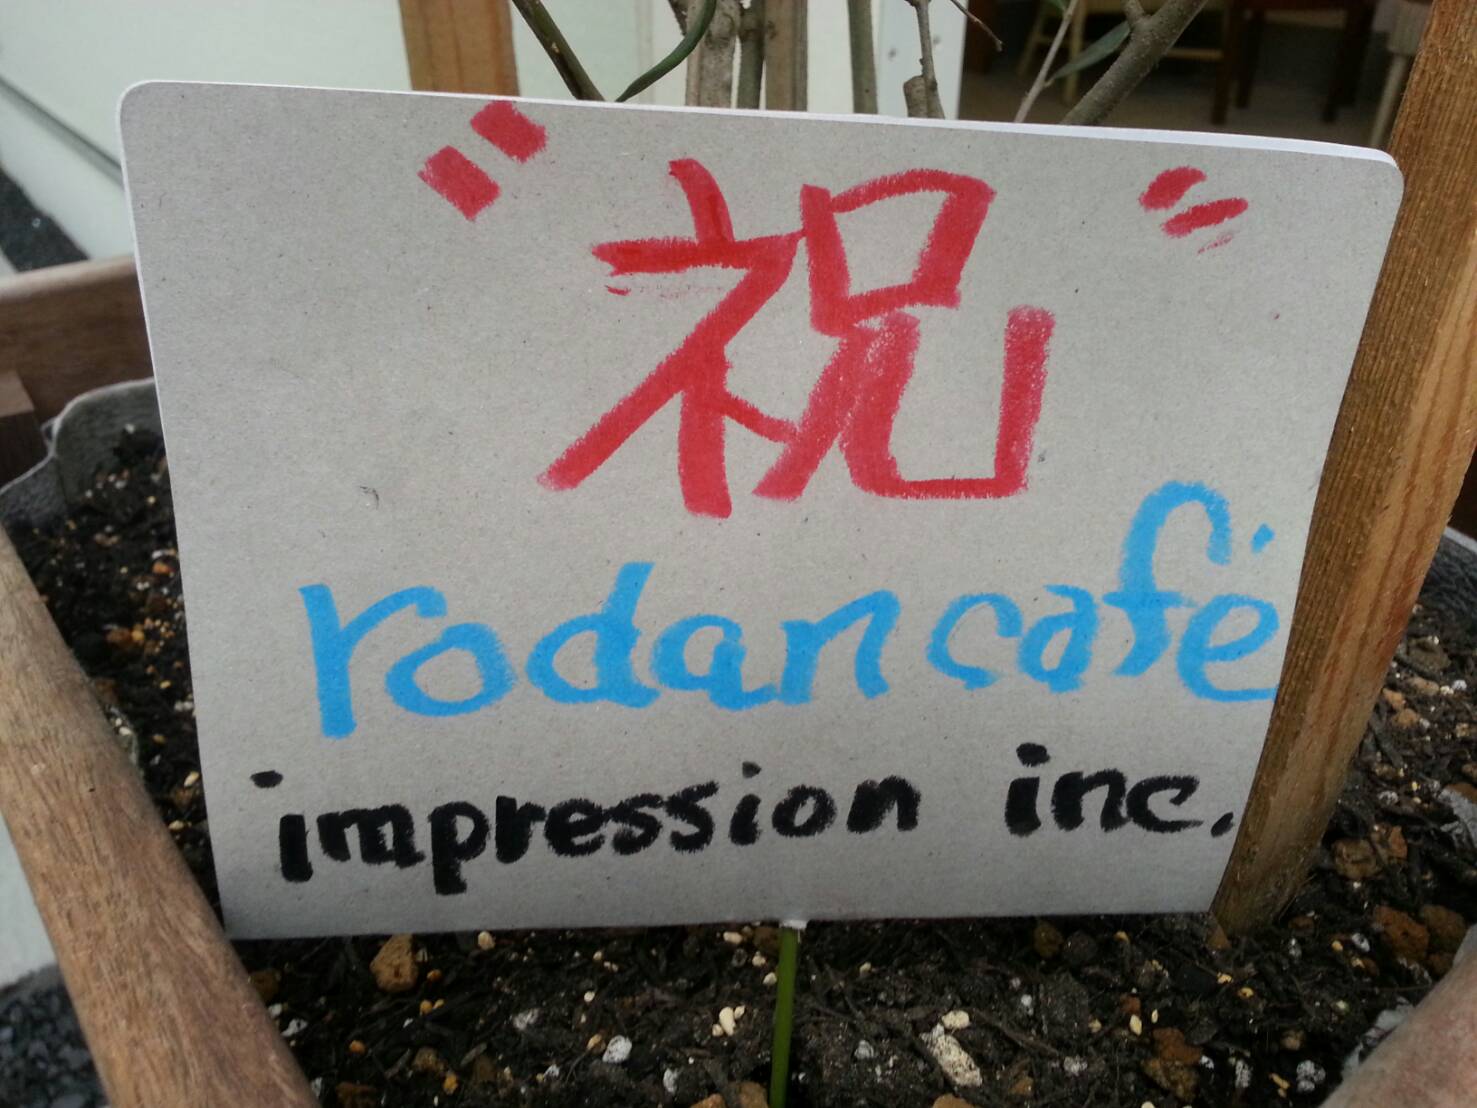 "祝"
rodan café
impression inc.